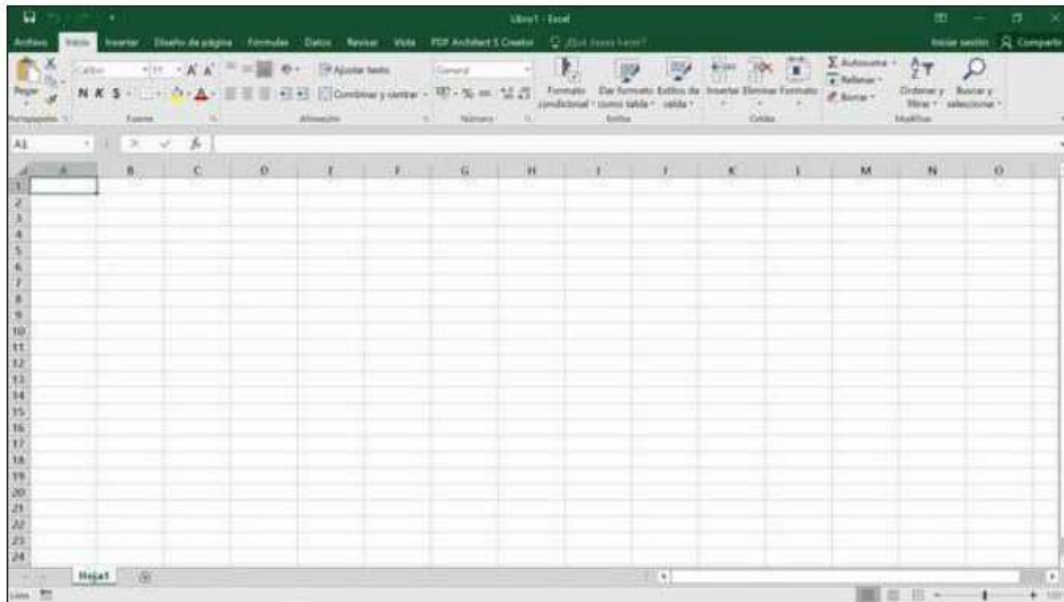 Libro1 - Excel
Archivo Inicio Insertar Diseño de página Fórmulas Datos Revisar Vista PDF Architect 5 Creator ¿Qué desea hacer? Iniciar sesión Compartir
Calibri 11 A A Ajustar texto General Σ Autosuma
Pegar N K S A Combinar y centrar % Formato condicional Dar formato como tabla Estilos de celda Insertar Eliminar Formato Rellenar Borrar Ordenar y filtrar Buscar y seleccionar
Portapapeles Fuente Alineación Número Estilos Celdas Modificar
A1 fx
A B C D E F G H I J K L M N O
1
2
3
4
5
6
7
8
9
10
11
12
13
14
15
16
17
18
19
20
21
22
23
24
Hoja1
Listo